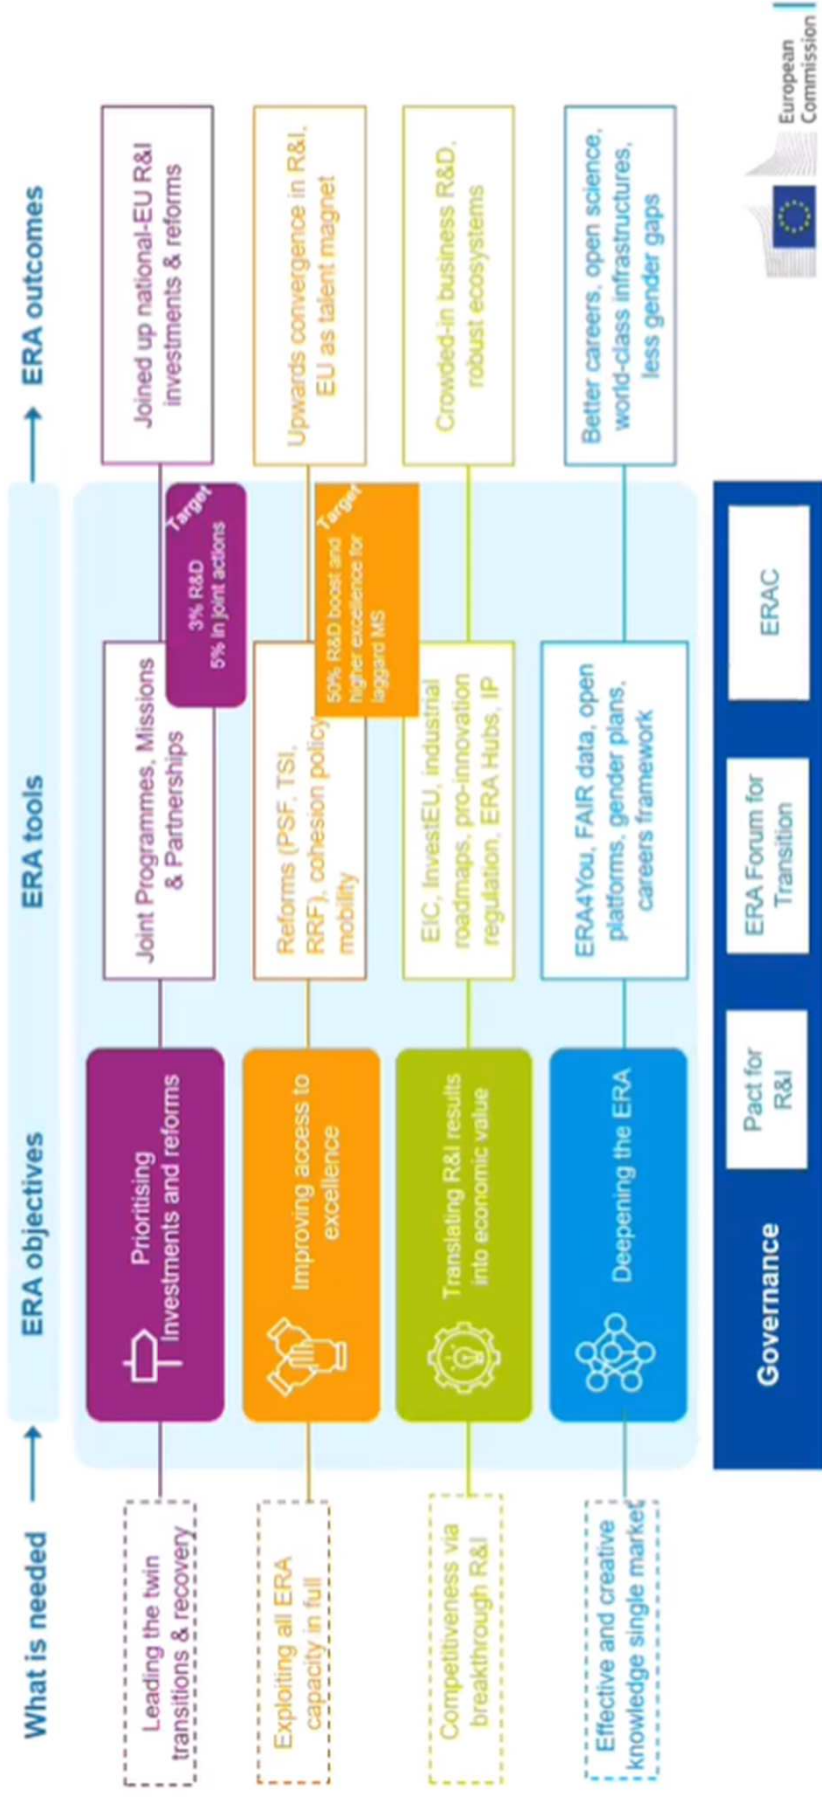 What is needed
ERA objectives
ERA tools
ERA outcomes
Leading the twin
transitions & recovery
Prioritising
Investments and reforms
Joint Programmes, Missions
& Partnerships
Target
3% R&D
5% in joint actions
Joined up national-EU R&I
investments & reforms
Exploiting all ERA
capacity in full
Improving access to
excellence
Reforms (PSF, TSI,
RRF), cohesion policy,
mobility
Target
50% R&D boost and
higher excellence for
laggard MS
Upwards convergence in R&I,
EU as talent magnet
Competitiveness via
breakthrough R&I
Translating R&I results
into economic value
EIC, InvestEU, industrial
roadmaps, pro-innovation
regulation, ERA Hubs, IP
Crowded-in business R&D,
robust ecosystems
Effective and creative
knowledge single market
Deepening the ERA
ERA4You, FAIR data, open
platforms, gender plans,
careers framework
Better careers, open science,
world-class infrastructures,
less gender gaps
Governance
Pact for
R&I
ERA Forum for
Transition
ERAC
European
Commission